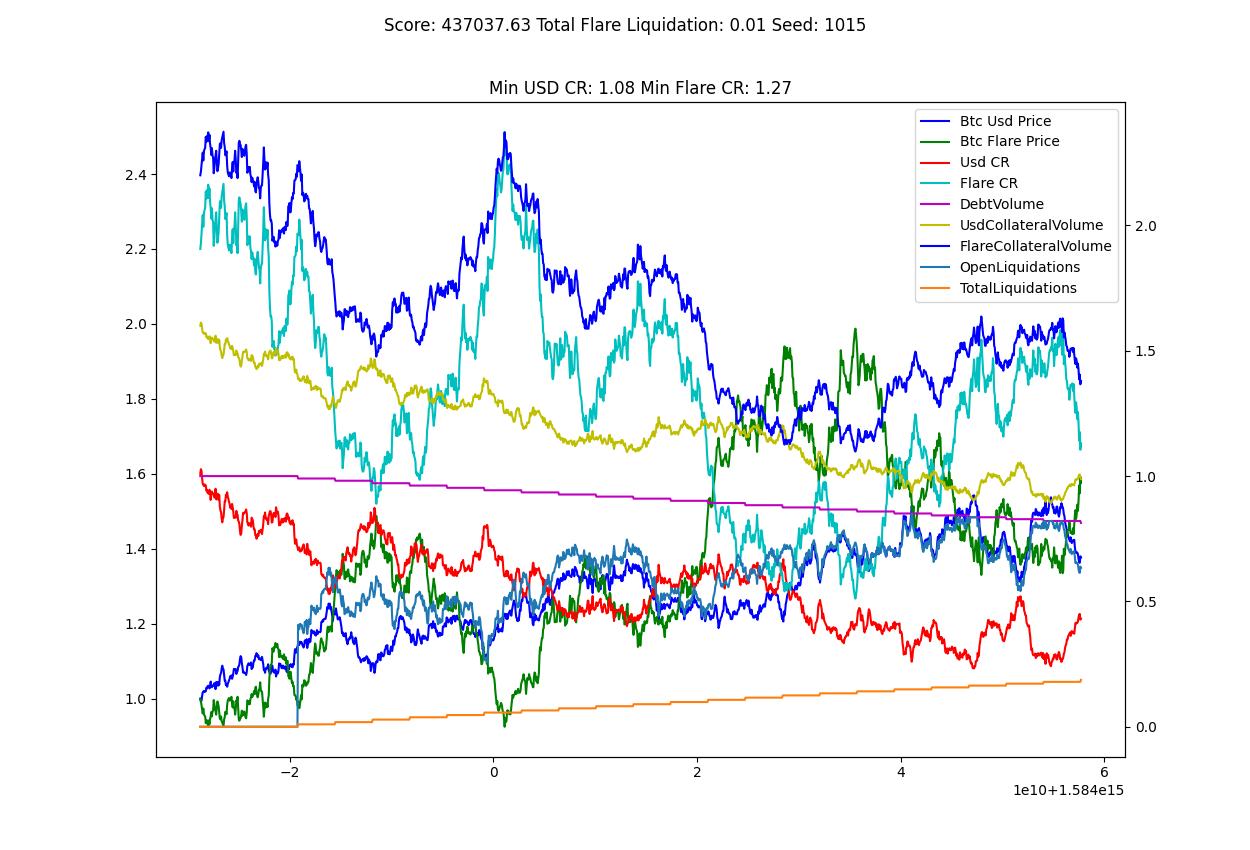 Score: 437037.63 Total Flare Liquidation: 0.01 Seed: 1015
Min USD CR: 1.08 Min Flare CR: 1.27
Btc Usd Price
Btc Flare Price
Usd CR
Flare CR
DebtVolume
UsdCollateralVolume
FlareCollateralVolume
OpenLiquidations
TotalLiquidations
2.4
2.2
2.0
1.8
1.6
1.4
1.2
1.0
2.0
1.5
1.0
0.5
0.0
−2 0 2 4 6
1e10+1.584e15